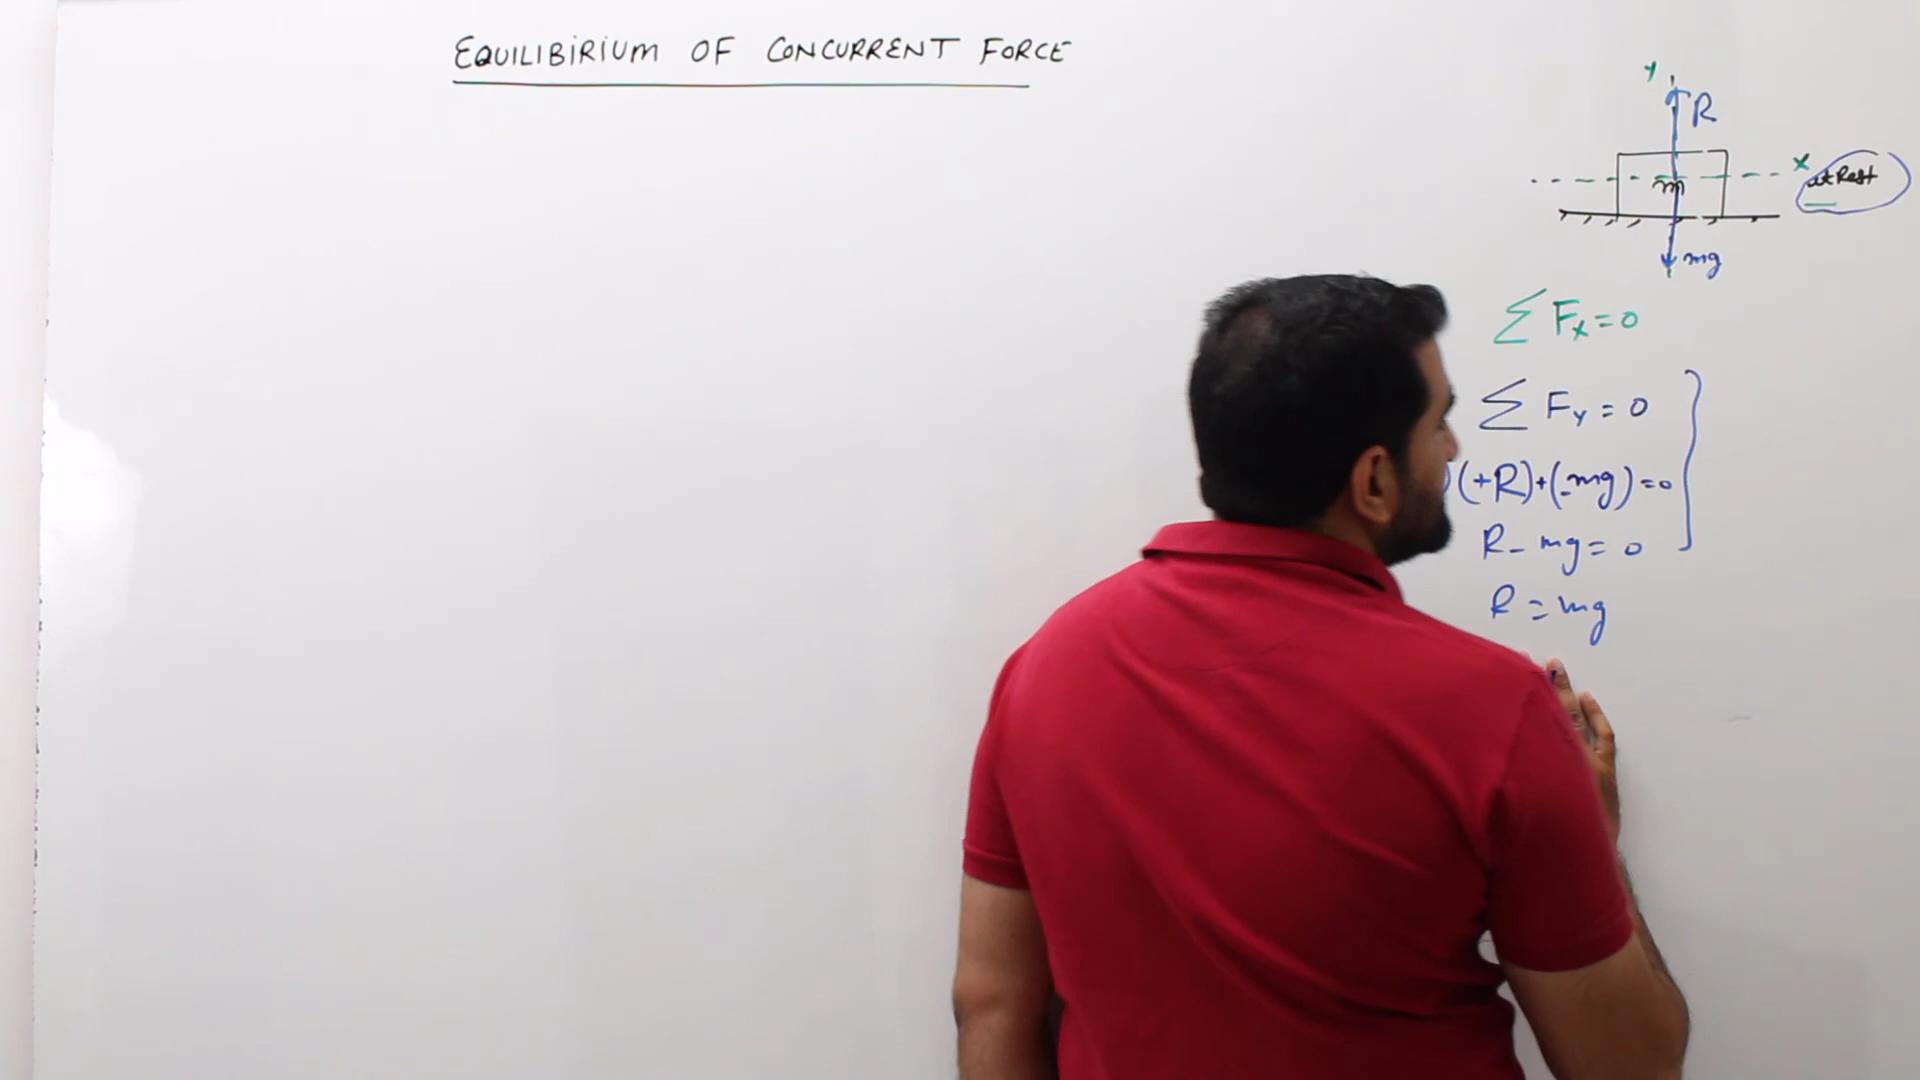 EQUILIBIRIUM OF CONCURRENT FORCE
Y
R
X
at Rest
m
mg
∑ Fx = 0
∑ Fy = 0
) (+R) + (-mg) = 0
R - mg = 0
R = mg